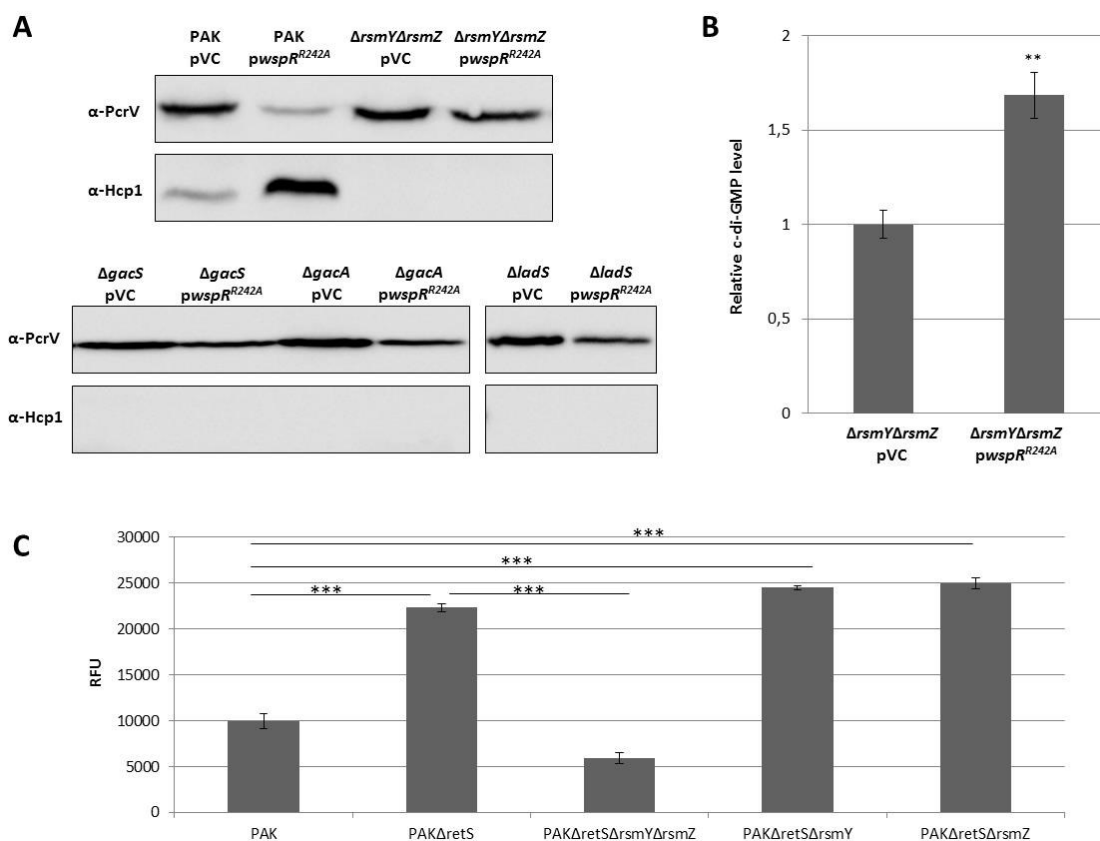 A
PAK PAK ΔrsmYΔrsmZ ΔrsmYΔrsmZ
pVC pwspR^R242A pVC pwspR^R242A
α-PcrV
α-Hcp1
ΔgacS ΔgacS ΔgacA ΔgacA ΔladS ΔladS
pVC pwspR^R242A pVC pwspR^R242A pVC pwspR^R242A
α-PcrV
α-Hcp1
B
Relative c-di-GMP level
2
1,5
1
0,5
0
**
ΔrsmYΔrsmZ ΔrsmYΔrsmZ
pVC pwspR^R242A
C
RFU
30000
25000
20000
15000
10000
5000
0
***
***
*** ***
PAK PAKΔretS PAKΔretSΔrsmYΔrsmZ PAKΔretSΔrsmY PAKΔretSΔrsmZ